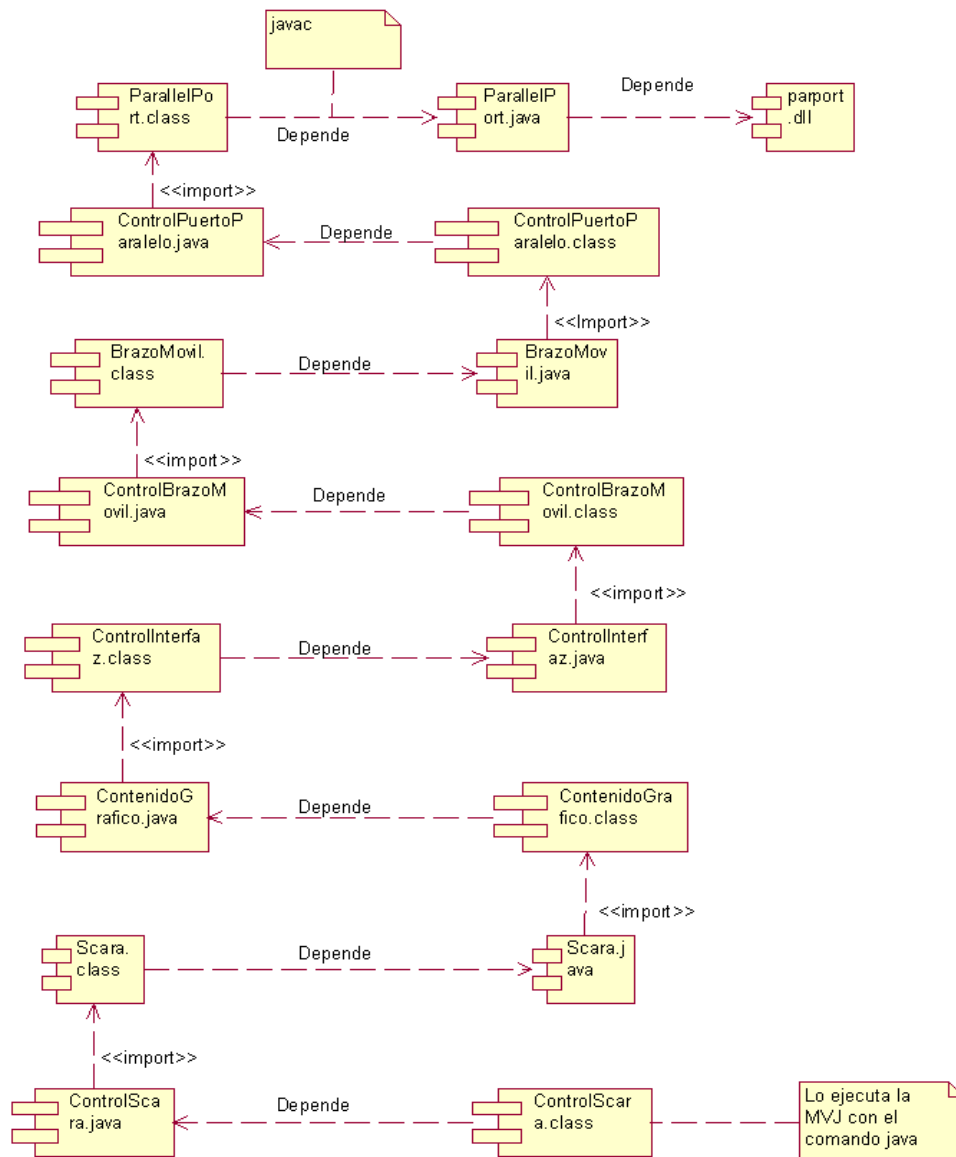 javac
ParallelPo
rt.class
Depende
ParallelP
ort.java
Depende
parport
.dll
<<import>>
ControlPuertoP
aralelo.java
Depende
ControlPuertoP
aralelo.class
<<Import>>
BrazoMovil.
class
Depende
BrazoMov
il.java
<<import>>
ControlBrazoM
ovil.java
Depende
ControlBrazoM
ovil.class
<<import>>
ControlInterfa
z.class
Depende
ControlInterf
az.java
<<import>>
ContenidoG
rafico.java
Depende
ContenidoGra
fico.class
<<import>>
Scara.
class
Depende
Scara.j
ava
<<import>>
ControlSca
ra.java
Depende
ControlScar
a.class
Lo ejecuta la
MVJ con el
comando java